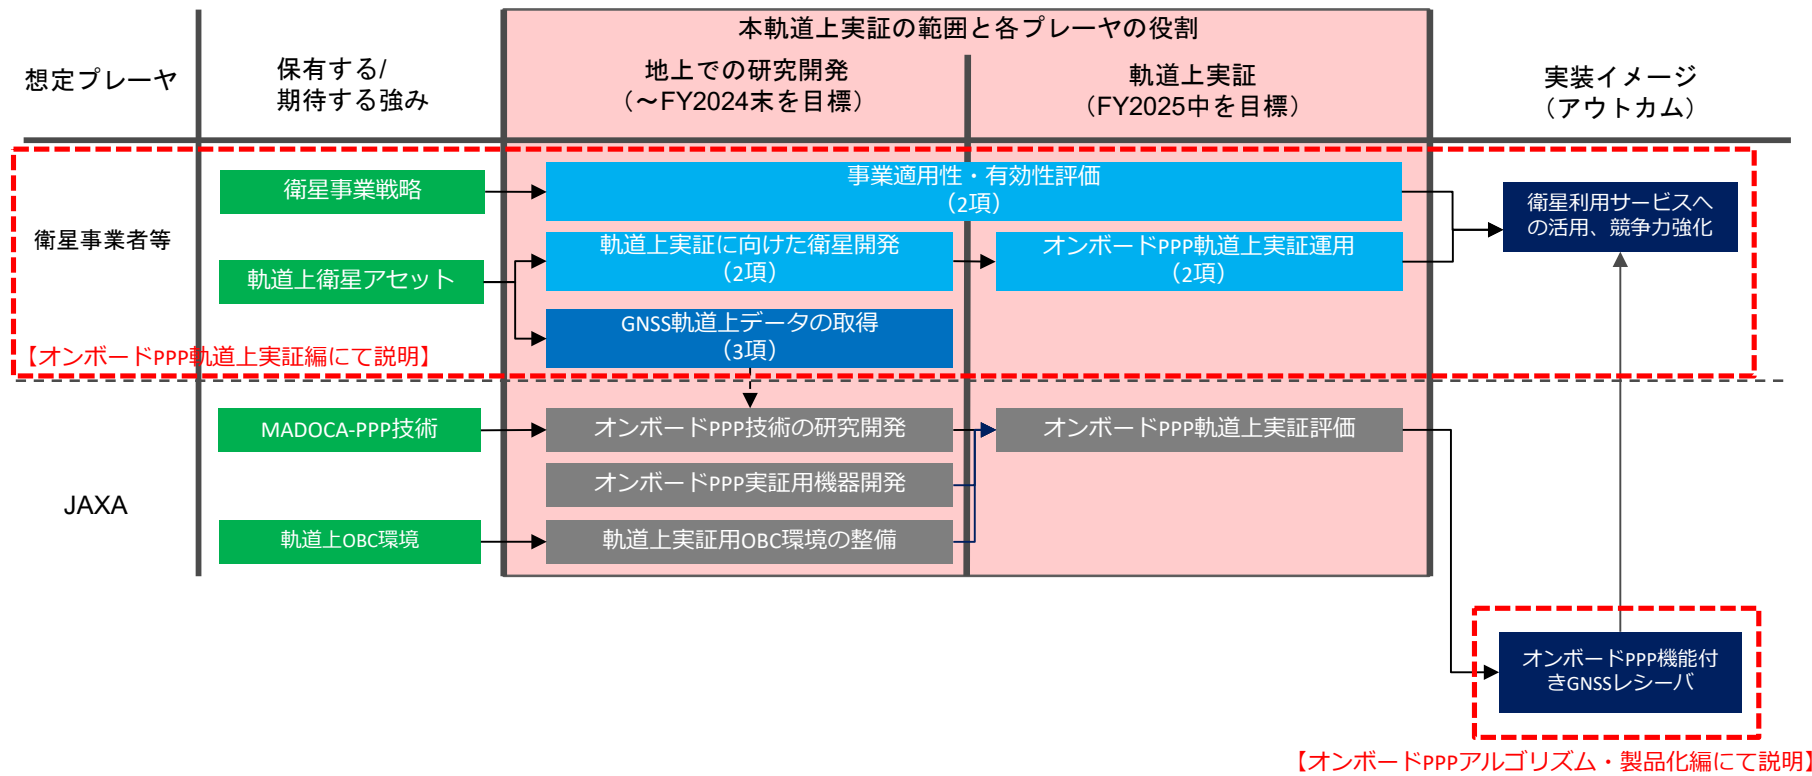 本軌道上実証の範囲と各プレーヤの役割
想定プレーヤ
保有する/
期待する強み
地上での研究開発
（～FY2024末を目標）
軌道上実証
（FY2025中を目標）
実装イメージ
（アウトカム）
衛星事業者等
衛星事業戦略
事業適用性・有効性評価
（2項）
衛星利用サービスへ
の活用、競争力強化
軌道上衛星アセット
軌道上実証に向けた衛星開発
（2項）
オンボードPPP軌道上実証運用
（2項）
GNSS軌道上データの取得
（3項）
【オンボードPPP軌道上実証編にて説明】
JAXA
MADOCA-PPP技術
オンボードPPP技術の研究開発
オンボードPPP軌道上実証評価
オンボードPPP実証用機器開発
軌道上OBC環境
軌道上実証用OBC環境の整備
オンボードPPP機能付
きGNSSレシーバ
【オンボードPPPアルゴリズム・製品化編にて説明】